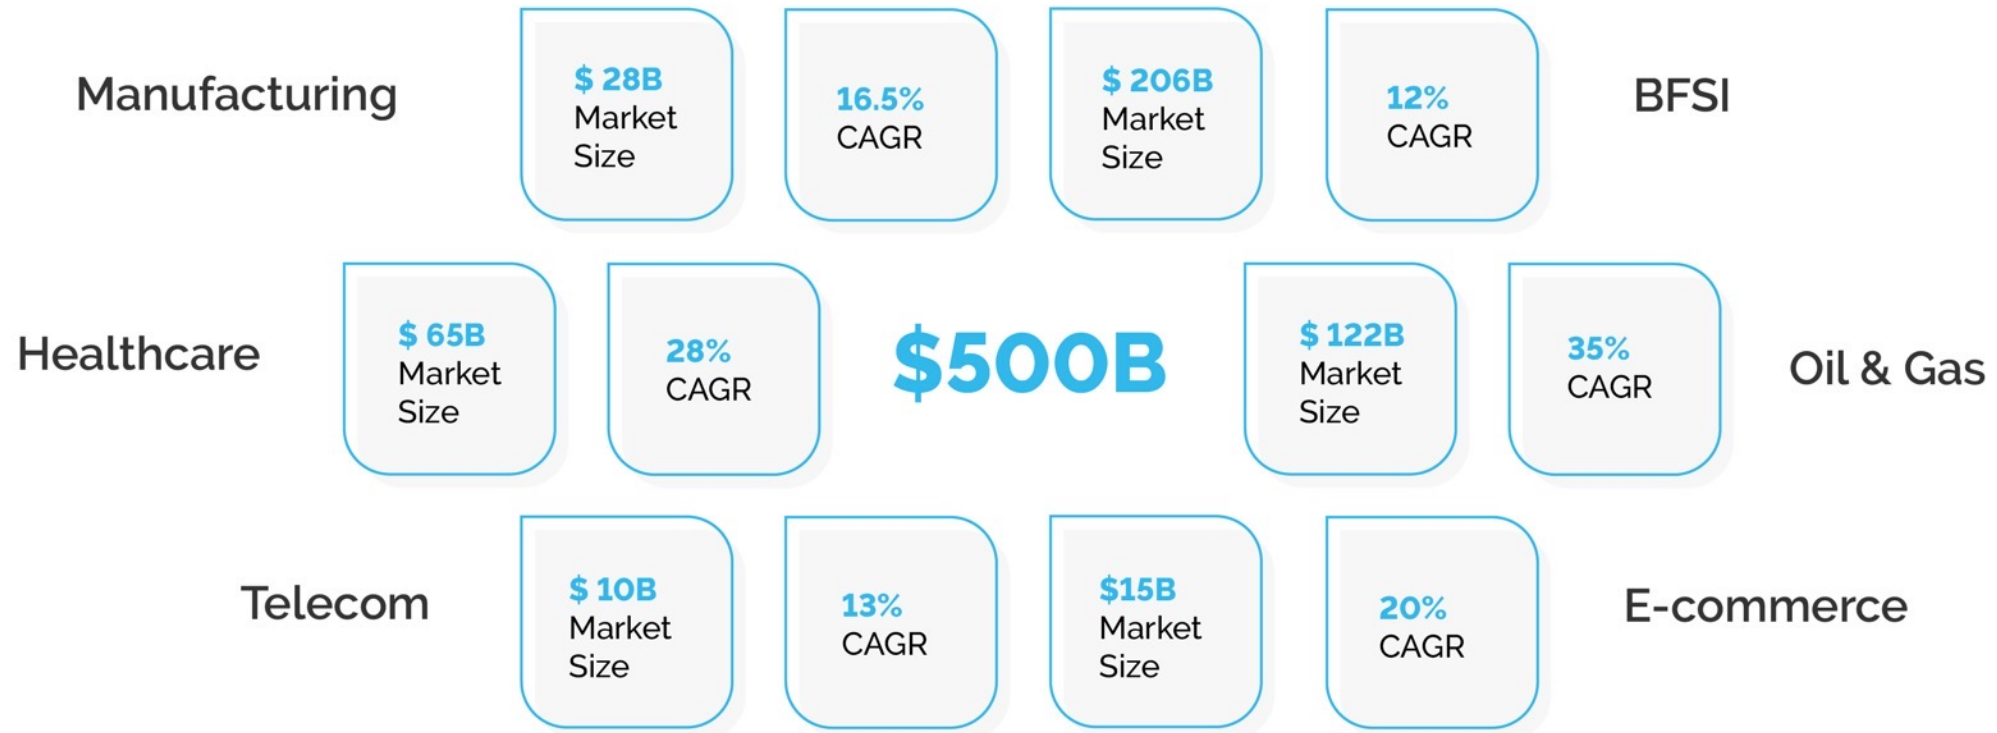 Manufacturing
$ 28B
Market
Size
16.5%
CAGR
$ 206B
Market
Size
12%
CAGR
BFSI
Healthcare
$ 65B
Market
Size
28%
CAGR
$500B
$ 122B
Market
Size
35%
CAGR
Oil & Gas
Telecom
$ 10B
Market
Size
13%
CAGR
$15B
Market
Size
20%
CAGR
E-commerce